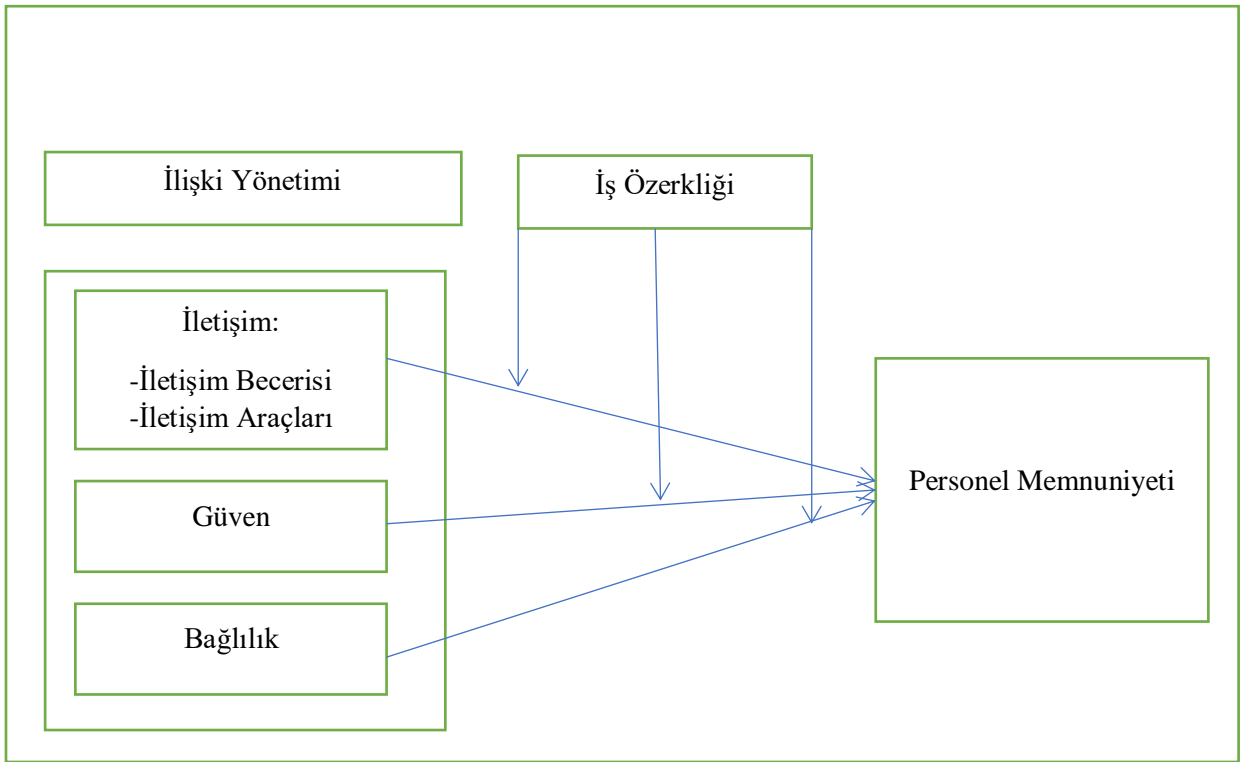 İlişki Yönetimi
İş Özerkliği
İletişim:
-İletişim Becerisi
-İletişim Araçları
Güven
Bağlılık
Personel Memnuniyeti